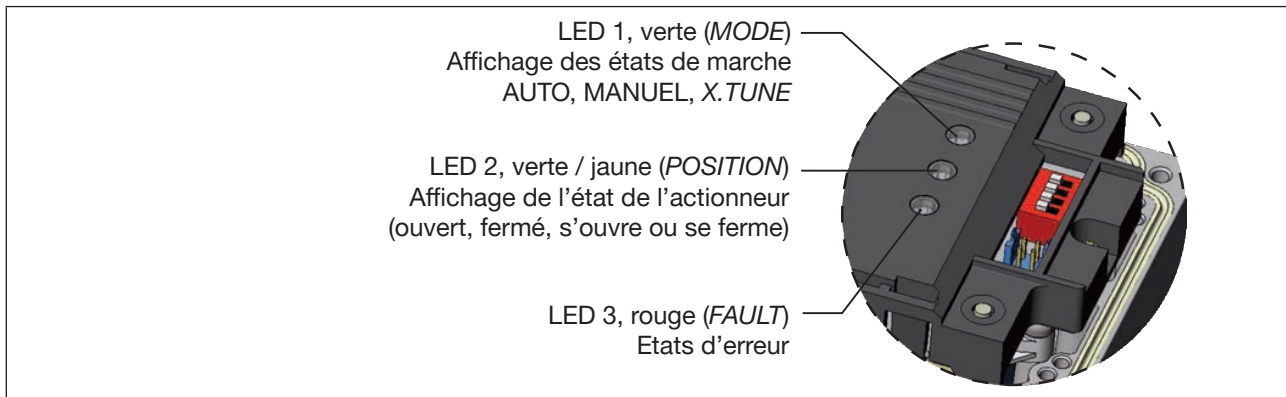 LED 1, verte (MODE)
Affichage des états de marche
AUTO, MANUEL, X.TUNE
LED 2, verte / jaune (POSITION)
Affichage de l’état de l’actionneur
(ouvert, fermé, s’ouvre ou se ferme)
LED 3, rouge (FAULT)
Etats d’erreur